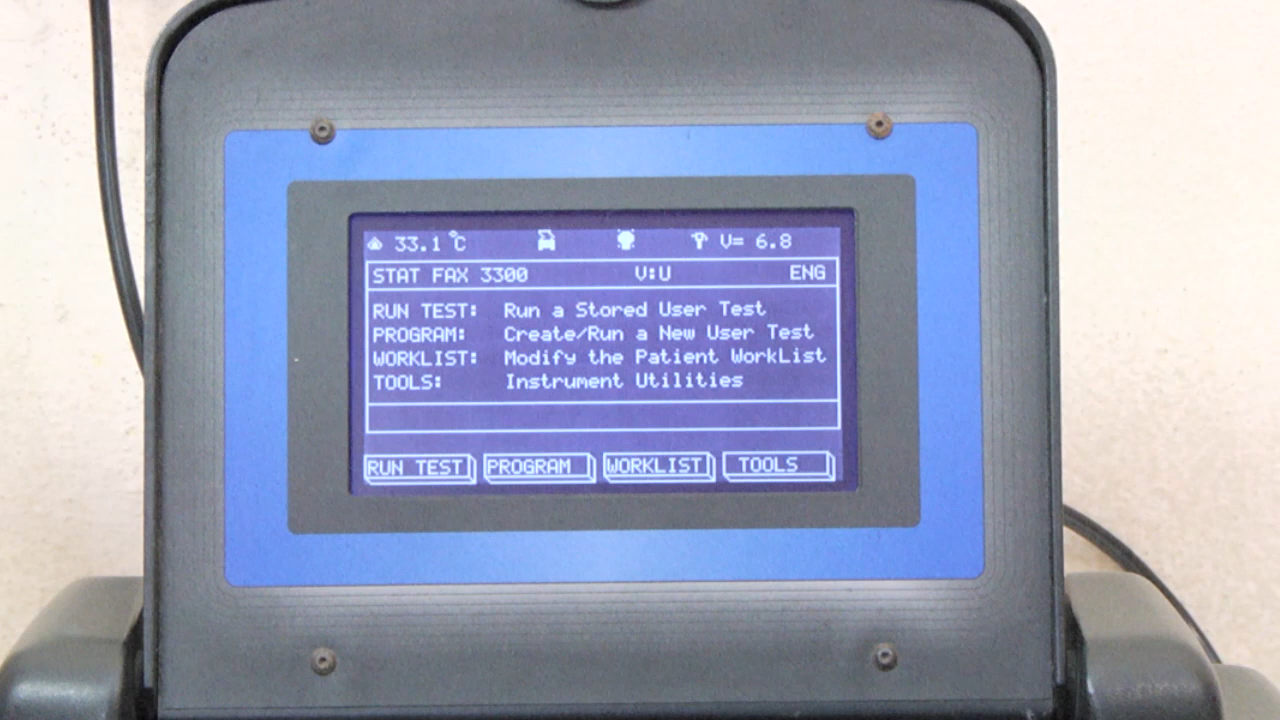 33.1°C V= 6.8
STAT FAX 3300 V:U ENG
RUN TEST: Run a Stored User Test
PROGRAM: Create/Run a New User Test
WORKLIST: Modify the Patient WorkList
TOOLS: Instrument Utilities
RUN TEST PROGRAM WORKLIST TOOLS